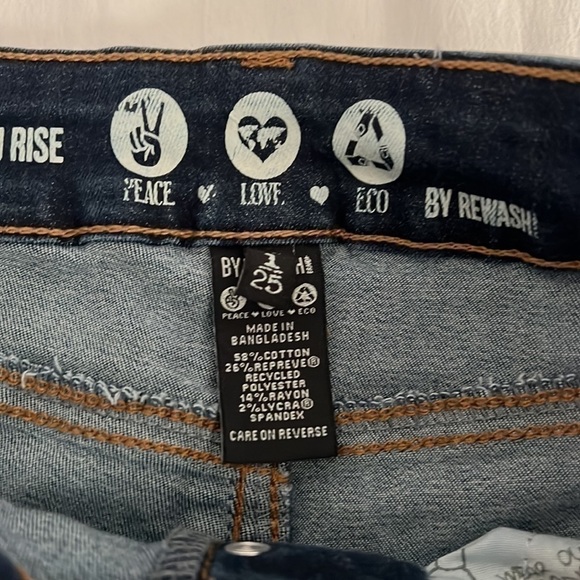 RISE
PEACE LOVE ECO
BY REWASH
BY
25
PEACE ♥ LOVE ♥ ECO
MADE IN
BANGLADESH
58%COTTON
26%REPREVE®
RECYCLED
POLYESTER
14%RAYON
2%LYCRA®
SPANDEX
CARE ON REVERSE